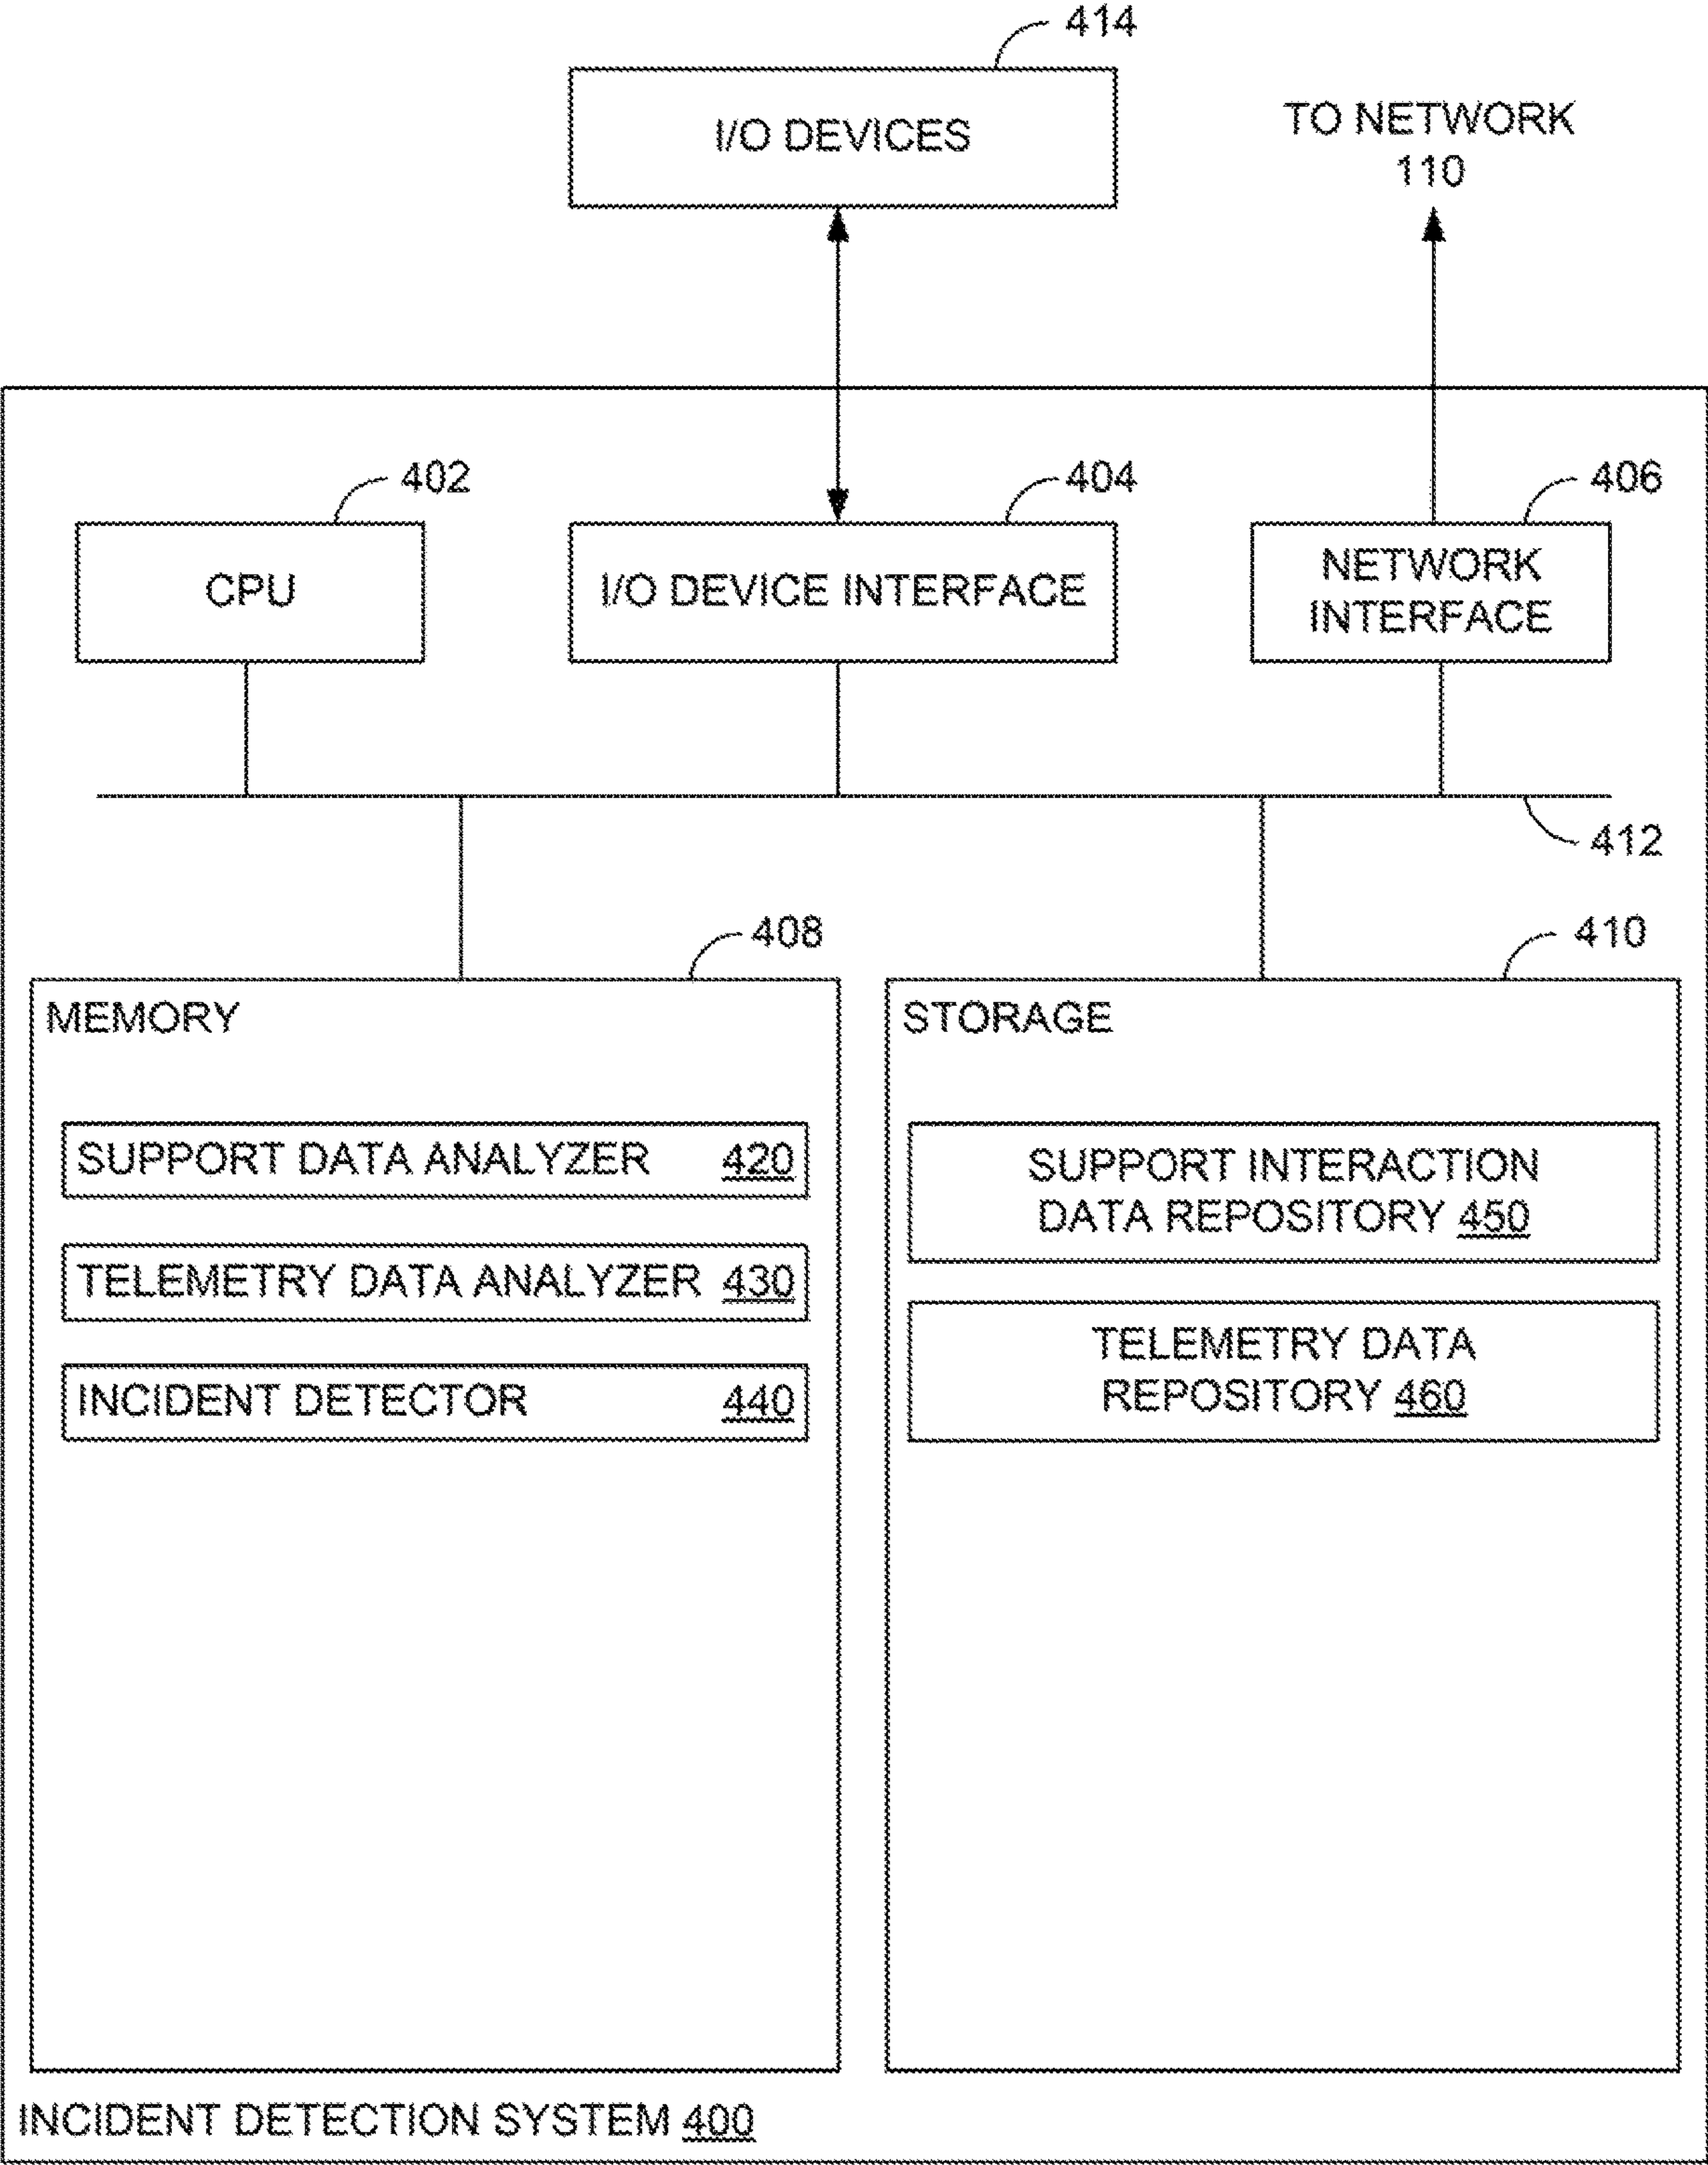 414
I/O DEVICES
TO NETWORK
110
402
404
406
CPU
I/O DEVICE INTERFACE
NETWORK
INTERFACE
412
408
410
MEMORY
STORAGE
SUPPORT DATA ANALYZER 420
TELEMETRY DATA ANALYZER 430
INCIDENT DETECTOR 440
SUPPORT INTERACTION
DATA REPOSITORY 450
TELEMETRY DATA
REPOSITORY 460
INCIDENT DETECTION SYSTEM 400